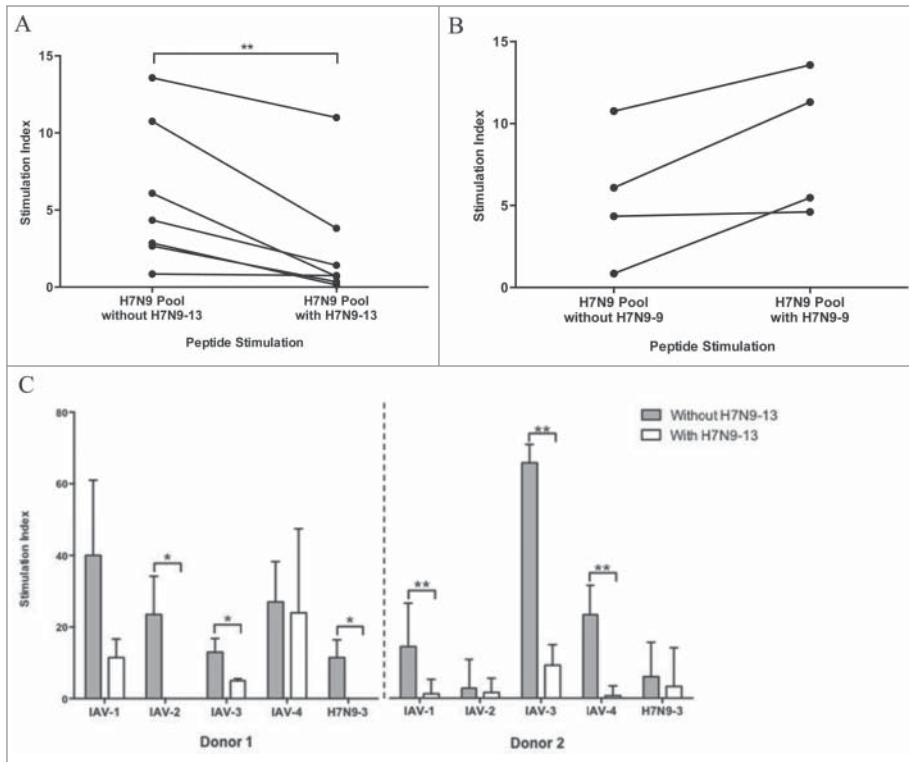 A
**
15
10
5
0
Stimulation Index
H7N9 Pool
without H7N9-13
H7N9 Pool
with H7N9-13
Peptide Stimulation
B
15
10
5
0
Stimulation Index
H7N9 Pool
without H7N9-9
H7N9 Pool
with H7N9-9
Peptide Stimulation
C
80
60
40
20
0
Stimulation Index
Without H7N9-13
With H7N9-13
* * *
** ** **
IAV-1 IAV-2 IAV-3 IAV-4 H7N9-3
IAV-1 IAV-2 IAV-3 IAV-4 H7N9-3
Donor 1
Donor 2